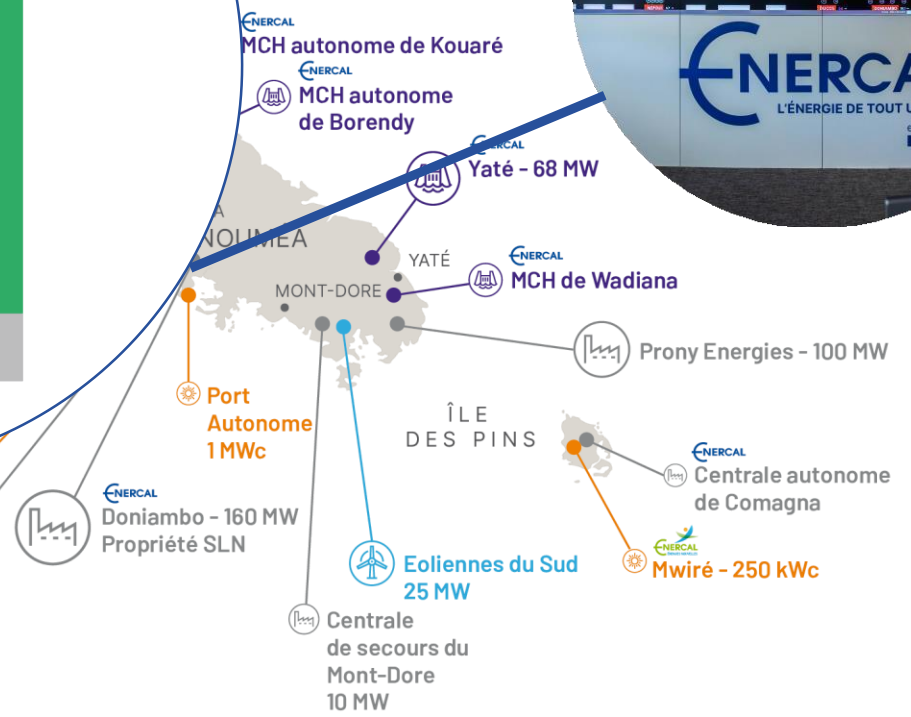 ENERCAL
MCH autonome de Kouaré
ENERCAL
MCH autonome
de Borendy
ENERCAL
Yaté - 68 MW
NOUMÉA
YATÉ
ENERCAL
MCH de Wadiana
MONT-DORE
Prony Energies - 100 MW
Port
Autonome
1 MWc
ÎLE
DES PINS
ENERCAL
Centrale autonome
de Comagna
ENERCAL
Doniambo - 160 MW
Propriété SLN
ENERCAL
Mwiré - 250 kWc
Eoliennes du Sud
25 MW
Centrale
de secours du
Mont-Dore
10 MW
ENERCA
L'ÉNERGIE DE TOUT U